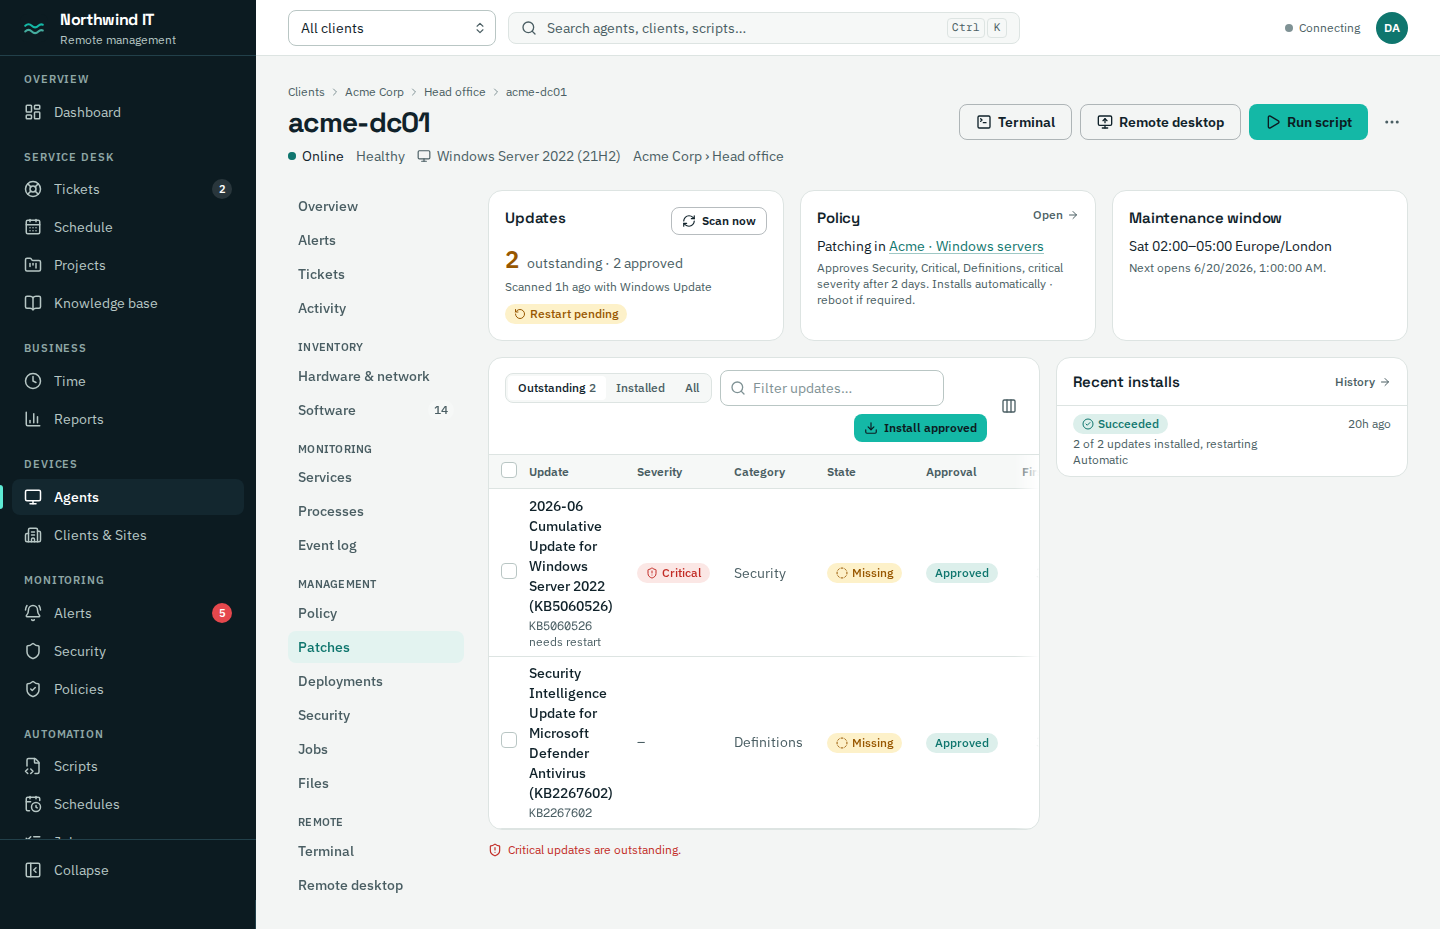 Northwind IT
Remote management
All clients
Search agents, clients, scripts...
Ctrl K
Connecting
DA
OVERVIEW
Dashboard
SERVICE DESK
Tickets 2
Schedule
Projects
Knowledge base
BUSINESS
Time
Reports
DEVICES
Agents
Clients & Sites
MONITORING
Alerts 5
Security
Policies
AUTOMATION
Scripts
Schedules
Collapse
Clients > Acme Corp > Head office > acme-dc01
acme-dc01
Terminal
Remote desktop
Run script
Online Healthy Windows Server 2022 (21H2) Acme Corp › Head office
Overview
Alerts
Tickets
Activity
INVENTORY
Hardware & network
Software 14
MONITORING
Services
Processes
Event log
MANAGEMENT
Policy
Patches
Deployments
Security
Jobs
Files
REMOTE
Terminal
Remote desktop
Updates
Scan now
2 outstanding · 2 approved
Scanned 1h ago with Windows Update
Restart pending
Policy
Open →
Patching in Acme · Windows servers
Approves Security, Critical, Definitions, critical
severity after 2 days. Installs automatically ·
reboot if required.
Maintenance window
Sat 02:00–05:00 Europe/London
Next opens 6/20/2026, 1:00:00 AM.
Outstanding 2 Installed All
Filter updates...
Install approved
Update Severity Category State Approval
2026-06
Cumulative
Update for
Windows
Server 2022
(KB5060526)
KB5060526
needs restart
Critical
Security
Missing
Approved
Security
Intelligence
Update for
Microsoft
Defender
Antivirus
(KB2267602)
KB2267602
–
Definitions
Missing
Approved
Critical updates are outstanding.
Recent installs
History →
Succeeded 20h ago
2 of 2 updates installed, restarting
Automatic